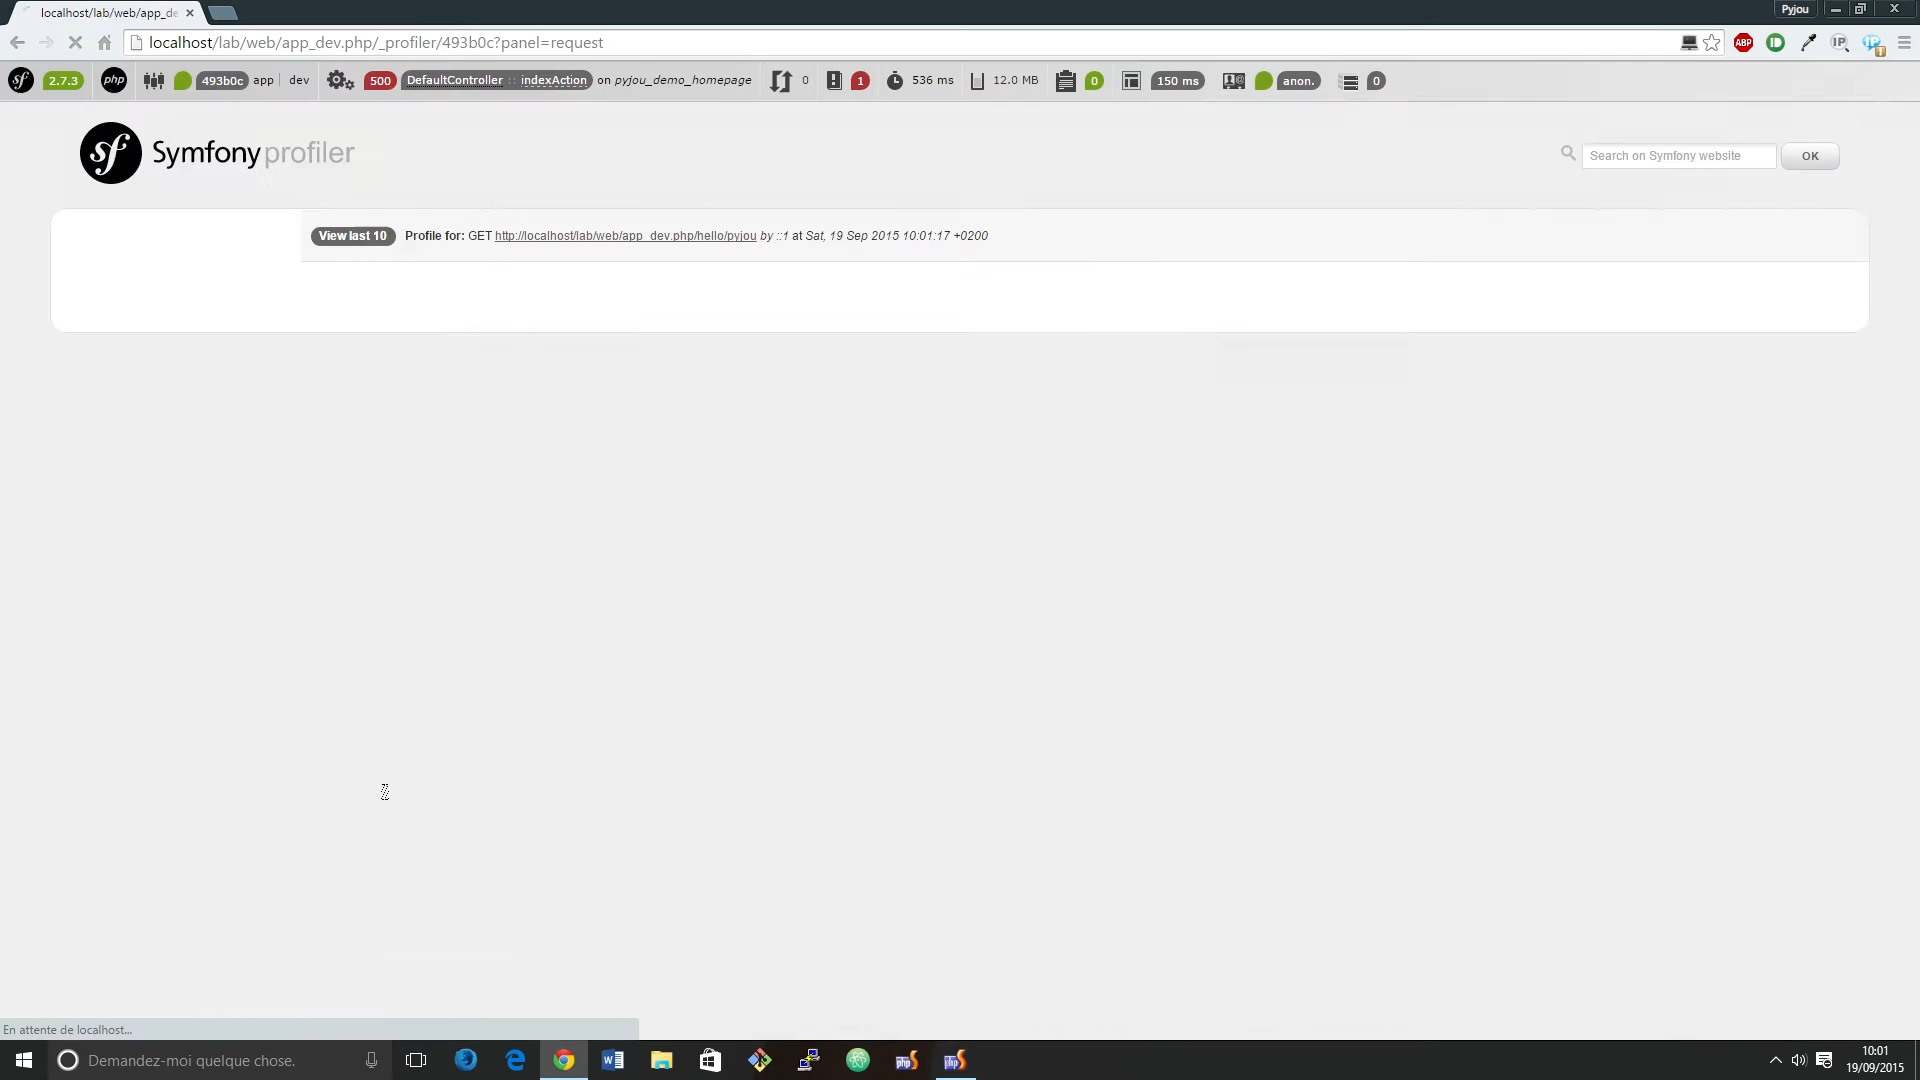 localhost/lab/web/app_de
Pyjou
localhost/lab/web/app_dev.php/_profiler/493b0c?panel=request
ABP
IP
sf 2.7.3 php 493b0c app dev 500 DefaultController :: indexAction on pyjou_demo_homepage 0 1 536 ms 12.0 MB 0 150 ms anon. 0
sf Symfony profiler
Search on Symfony website OK
View last 10 Profile for: GET http://localhost/lab/web/app_dev.php/hello/pyjou by ::1 at Sat, 19 Sep 2015 10:01:17 +0200
En attente de localhost...
Demandez-moi quelque chose.
10:01
19/09/2015